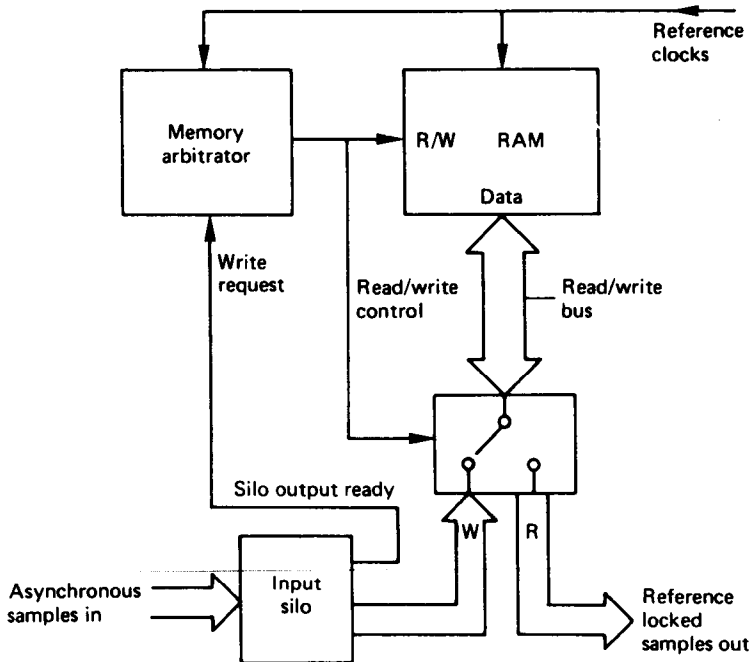 Reference
clocks
Memory
arbitrator
R/W RAM
Data
Write
request
Read/write
control
Read/write
bus
Silo output ready
W R
Asynchronous
samples in
Input
silo
Reference
locked
samples out